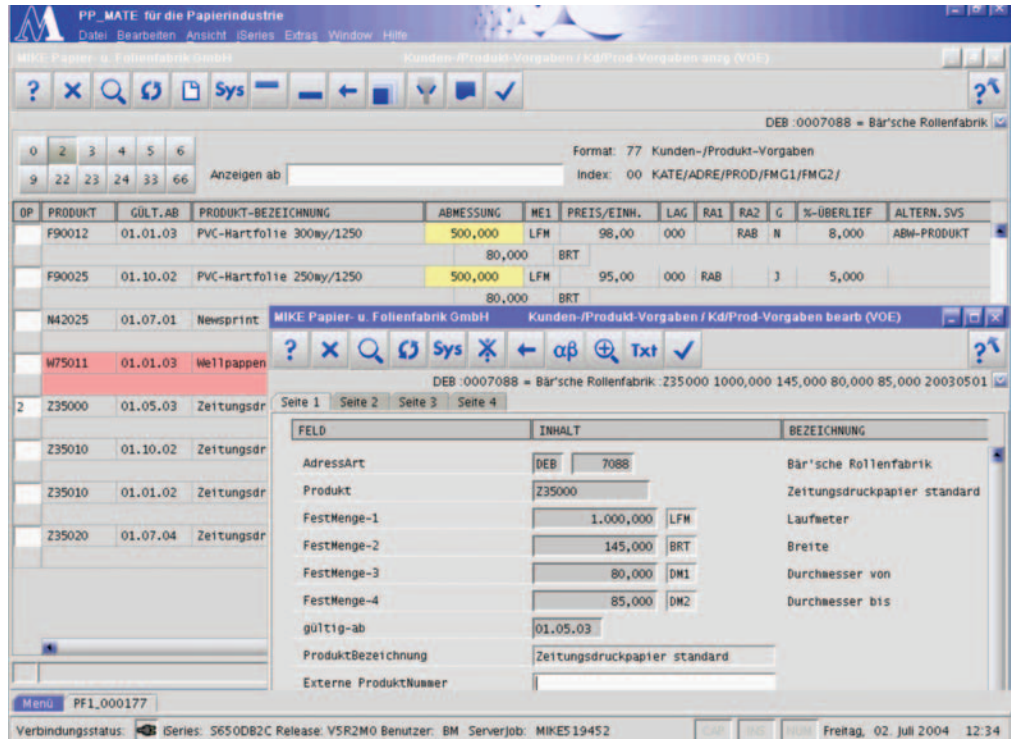 PP_MATE für die Papierindustrie
Datei Bearbeiten Ansicht iSeries Extras Window Hilfe
MIKE Papier- u. Folienfabrik GmbH Kunden-/Produkt-Vorgaben / Kd/Prod-Vorgaben anzg (VOE)
? Sys ?
DEB :0007088 = Bär'sche Rollenfabrik
0 2 3 4 5 6 Format: 77 Kunden-/Produkt-Vorgaben
9 22 23 24 33 66 Anzeigen ab Index: 00 KATE/ADRE/PROD/FMG1/FMG2/
OP PRODUKT GÜLT.AB PRODUKT-BEZEICHNUNG ABMESSUNG ME1 PREIS/EINH. LAG RA1 RA2 G %-ÜBERLIEF ALTERN.SVS
F90012 01.01.03 PVC-Hartfolie 300my/1250 500,000 LFM 98,00 000 RAB N 8,000 ABW-PRODUKT
80,000 BRT
F90025 01.10.02 PVC-Hartfolie 250my/1250 500,000 LFM 95,00 000 RAB J 5,000
80,000 BRT
N42025 01.07.01 Newsprint
W75011 01.01.03 Wellpappen
2 Z35000 01.05.03 Zeitungsdr
Z35010 01.10.02 Zeitungsdr
Z35010 01.01.02 Zeitungsdr
Z35020 01.07.04 Zeitungsdr
MIKE Papier- u. Folienfabrik GmbH Kunden-/Produkt-Vorgaben / Kd/Prod-Vorgaben bearb (VOE)
? Sys αβ Txt ?
DEB :0007088 = Bär'sche Rollenfabrik :Z35000 1000,000 145,000 80,000 85,000 20030501
Seite 1 Seite 2 Seite 3 Seite 4
FELD INHALT BEZEICHNUNG
AdressArt DEB 7088 Bär'sche Rollenfabrik
Produkt Z35000 Zeitungsdruckpapier standard
FestMenge-1 1.000,000 LFM Laufmeter
FestMenge-2 145,000 BRT Breite
FestMenge-3 80,000 DM1 Durchmesser von
FestMenge-4 85,000 DM2 Durchmesser bis
gültig-ab 01.05.03
ProduktBezeichnung Zeitungsdruckpapier standard
Externe ProduktNummer
Menü PF1_000177
Verbindungsstatus: iSeries: S650DB2C Release: V5R2M0 Benutzer: BM ServerJob: MIKE519452 CAP INS NUM Freitag, 02. Juli 2004 12:34